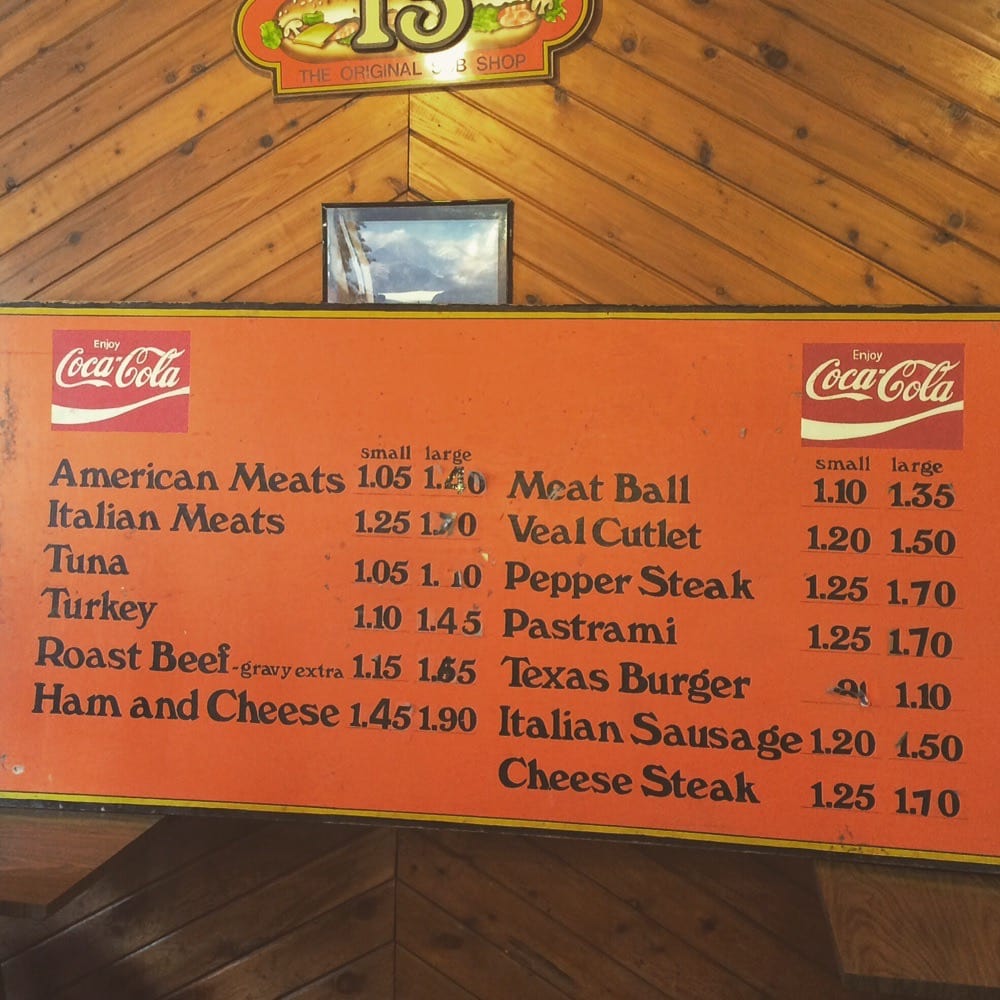 13
THE ORIGINAL SUB SHOP
Enjoy
Coca-Cola
small large
American Meats 1.05 1.40
Italian Meats 1.25
Tuna 1.05
Turkey 1.10 1.45
Roast Beef -gravy extra 1.15
Ham and Cheese 1.45 1.90
Enjoy
Coca-Cola
small large
Meat Ball 1.10 1.35
Veal Cutlet 1.20 1.50
Pepper Steak 1.25 1.70
Pastrami 1.25 1.70
Texas Burger 1.10
Italian Sausage 1.20 1.50
Cheese Steak 1.25 1.70